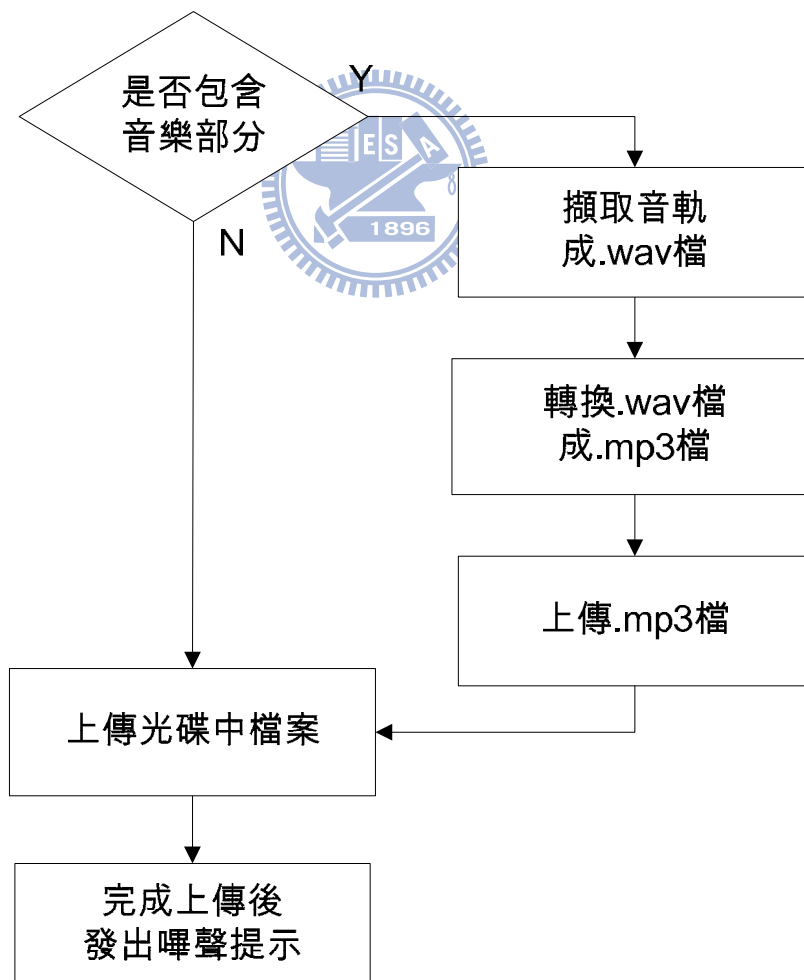 是否包含
音樂部分
Y
N
E S A
1896
擷取音軌
成.wav檔
轉換.wav檔
成.mp3檔
上傳.mp3檔
上傳光碟中檔案
完成上傳後
發出嗶聲提示